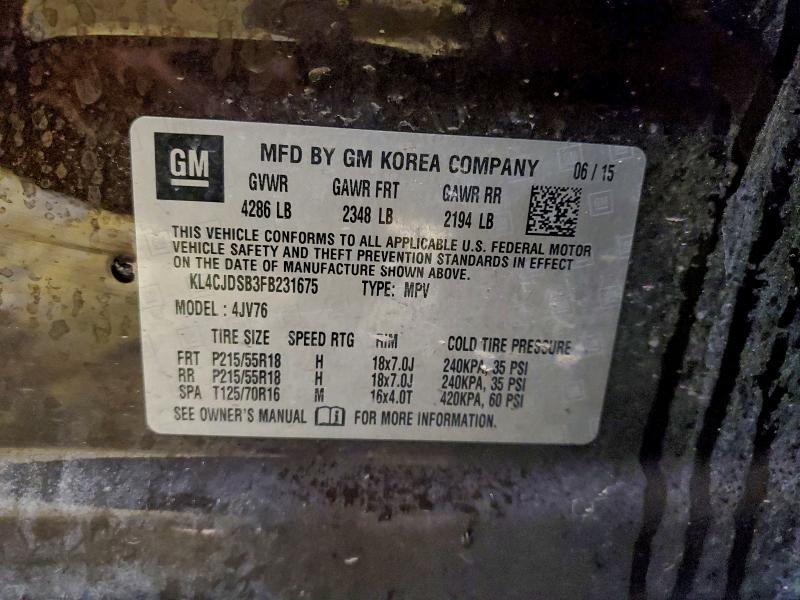 GM MFD BY GM KOREA COMPANY 06 / 15
GVWR GAWR FRT GAWR RR
4286 LB 2348 LB 2194 LB
THIS VEHICLE CONFORMS TO ALL APPLICABLE U.S. FEDERAL MOTOR
VEHICLE SAFETY AND THEFT PREVENTION STANDARDS IN EFFECT
ON THE DATE OF MANUFACTURE SHOWN ABOVE.
KL4CJDSB3FB231675 TYPE: MPV
MODEL : 4JV76
TIRE SIZE SPEED RTG RIM COLD TIRE PRESSURE
FRT P215/55R18 H 18x7.0J 240KPA, 35 PSI
RR P215/55R18 H 18x7.0J 240KPA, 35 PSI
SPA T125/70R16 M 16x4.0T 420KPA, 60 PSI
SEE OWNER'S MANUAL FOR MORE INFORMATION.